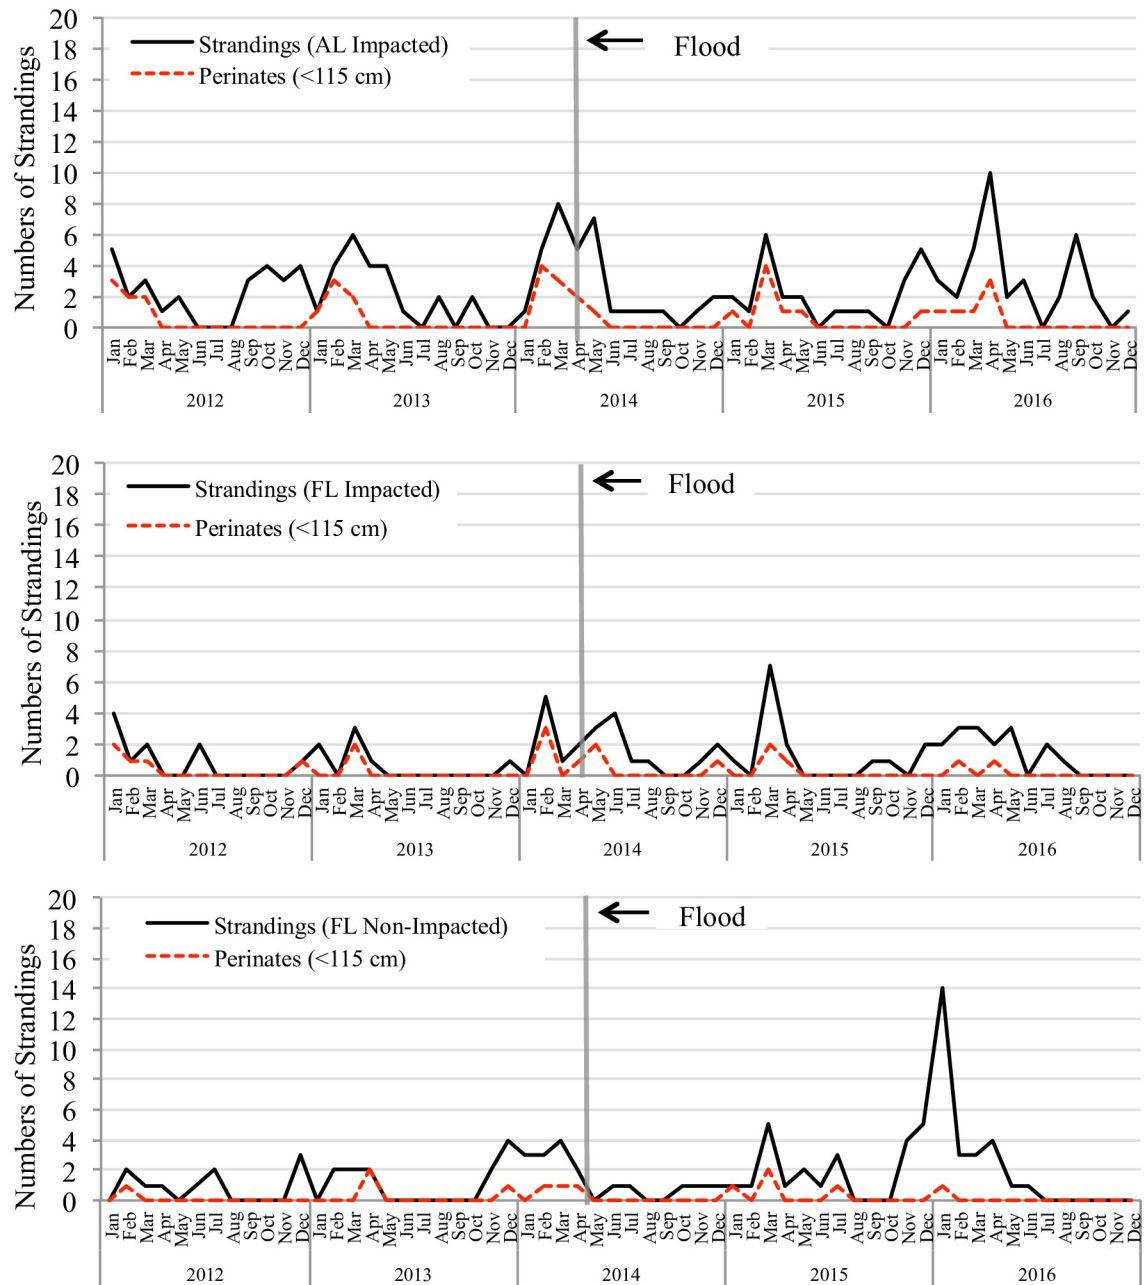 20
18
16
14
12
10
8
6
4
2
0
Numbers of Strandings
Strandings (AL Impacted)
Perinates (<115 cm)
Flood
Jan Feb Mar Apr May Jun Jul Aug Sep Oct Nov Dec Jan Feb Mar Apr May Jun Jul Aug Sep Oct Nov Dec Jan Feb Mar Apr May Jun Jul Aug Sep Oct Nov Dec Jan Feb Mar Apr May Jun Jul Aug Sep Oct Nov Dec Jan Feb Mar Apr May Jun Jul Aug Sep Oct Nov Dec
2012 2013 2014 2015 2016
20
18
16
14
12
10
8
6
4
2
0
Numbers of Strandings
Strandings (FL Impacted)
Perinates (<115 cm)
Flood
Jan Feb Mar Apr May Jun Jul Aug Sep Oct Nov Dec Jan Feb Mar Apr May Jun Jul Aug Sep Oct Nov Dec Jan Feb Mar Apr May Jun Jul Aug Sep Oct Nov Dec Jan Feb Mar Apr May Jun Jul Aug Sep Oct Nov Dec Jan Feb Mar Apr May Jun Jul Aug Sep Oct Nov Dec
2012 2013 2014 2015 2016
20
18
16
14
12
10
8
6
4
2
0
Numbers of Strandings
Strandings (FL Non-Impacted)
Perinates (<115 cm)
Flood
Jan Feb Mar Apr May Jun Jul Aug Sep Oct Nov Dec Jan Feb Mar Apr May Jun Jul Aug Sep Oct Nov Dec Jan Feb Mar Apr May Jun Jul Aug Sep Oct Nov Dec Jan Feb Mar Apr May Jun Jul Aug Sep Oct Nov Dec Jan Feb Mar Apr May Jun Jul Aug Sep Oct Nov Dec
2012 2013 2014 2015 2016